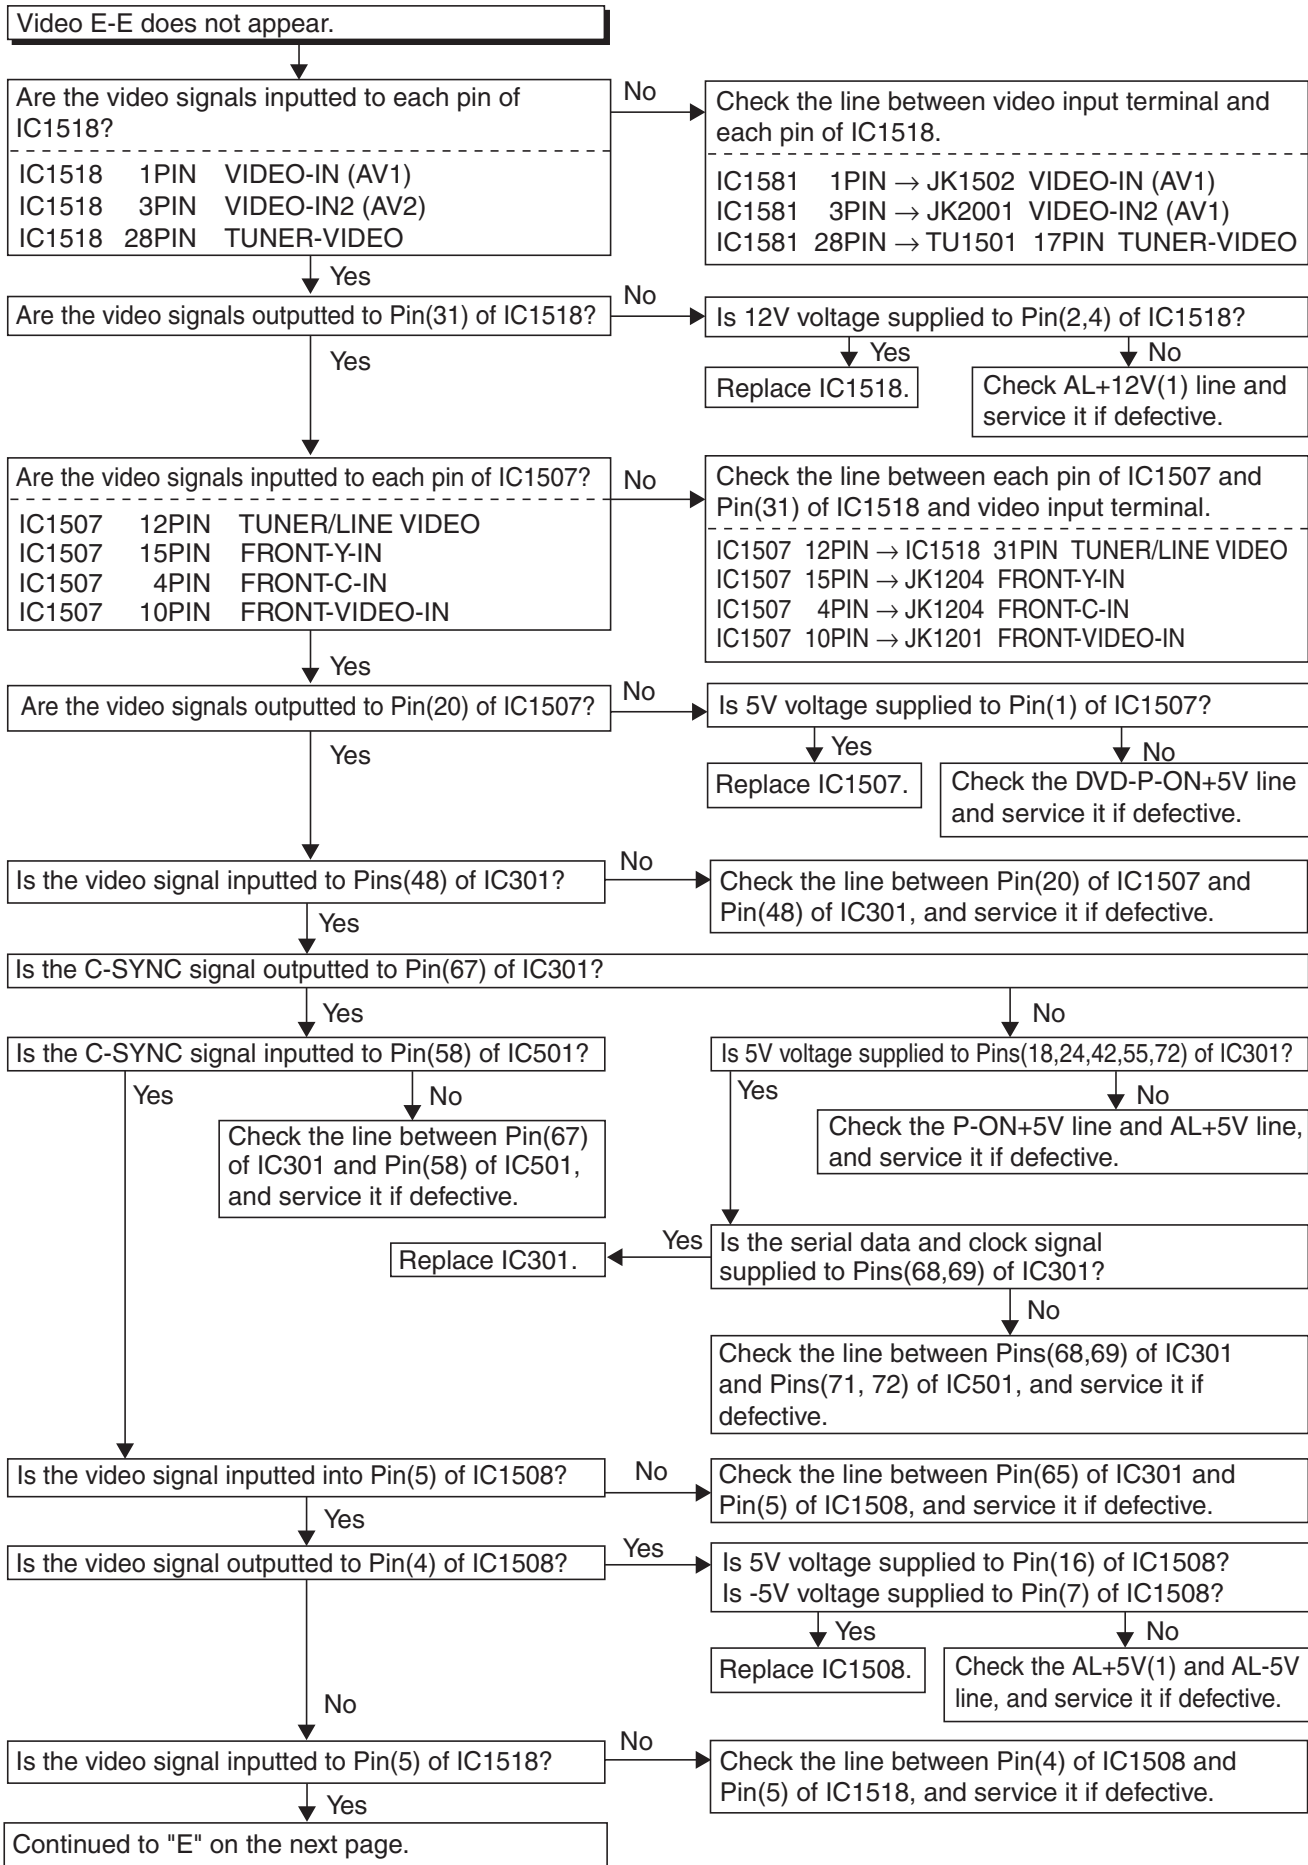 Video E-E does not appear.
Are the video signals inputted to each pin of
IC1518?
IC1518 1PIN VIDEO-IN (AV1)
IC1518 3PIN VIDEO-IN2 (AV2)
IC1518 28PIN TUNER-VIDEO
No
Check the line between video input terminal and
each pin of IC1518.
IC1581 1PIN → JK1502 VIDEO-IN (AV1)
IC1581 3PIN → JK2001 VIDEO-IN2 (AV1)
IC1581 28PIN → TU1501 17PIN TUNER-VIDEO
Yes
Are the video signals outputted to Pin(31) of IC1518?
No
Is 12V voltage supplied to Pin(2,4) of IC1518?
Yes
No
Replace IC1518.
Check AL+12V(1) line and
service it if defective.
Yes
Are the video signals inputted to each pin of IC1507?
IC1507 12PIN TUNER/LINE VIDEO
IC1507 15PIN FRONT-Y-IN
IC1507 4PIN FRONT-C-IN
IC1507 10PIN FRONT-VIDEO-IN
No
Check the line between each pin of IC1507 and
Pin(31) of IC1518 and video input terminal.
IC1507 12PIN → IC1518 31PIN TUNER/LINE VIDEO
IC1507 15PIN → JK1204 FRONT-Y-IN
IC1507 4PIN → JK1204 FRONT-C-IN
IC1507 10PIN → JK1201 FRONT-VIDEO-IN
Yes
Are the video signals outputted to Pin(20) of IC1507?
No
Is 5V voltage supplied to Pin(1) of IC1507?
Yes
No
Replace IC1507.
Check the DVD-P-ON+5V line
and service it if defective.
Yes
Is the video signal inputted to Pins(48) of IC301?
No
Check the line between Pin(20) of IC1507 and
Pin(48) of IC301, and service it if defective.
Yes
Is the C-SYNC signal outputted to Pin(67) of IC301?
Yes
No
Is the C-SYNC signal inputted to Pin(58) of IC501?
Is 5V voltage supplied to Pins(18,24,42,55,72) of IC301?
Yes
No
Yes
No
Check the line between Pin(67)
of IC301 and Pin(58) of IC501,
and service it if defective.
Check the P-ON+5V line and AL+5V line,
and service it if defective.
Replace IC301.
Yes
Is the serial data and clock signal
supplied to Pins(68,69) of IC301?
No
Check the line between Pins(68,69) of IC301
and Pins(71, 72) of IC501, and service it if
defective.
Is the video signal inputted into Pin(5) of IC1508?
No
Check the line between Pin(65) of IC301 and
Pin(5) of IC1508, and service it if defective.
Yes
Is the video signal outputted to Pin(4) of IC1508?
Yes
Is 5V voltage supplied to Pin(16) of IC1508?
Is -5V voltage supplied to Pin(7) of IC1508?
Yes
No
Replace IC1508.
Check the AL+5V(1) and AL-5V
line, and service it if defective.
No
Is the video signal inputted to Pin(5) of IC1518?
No
Check the line between Pin(4) of IC1508 and
Pin(5) of IC1518, and service it if defective.
Yes
Continued to "E" on the next page.